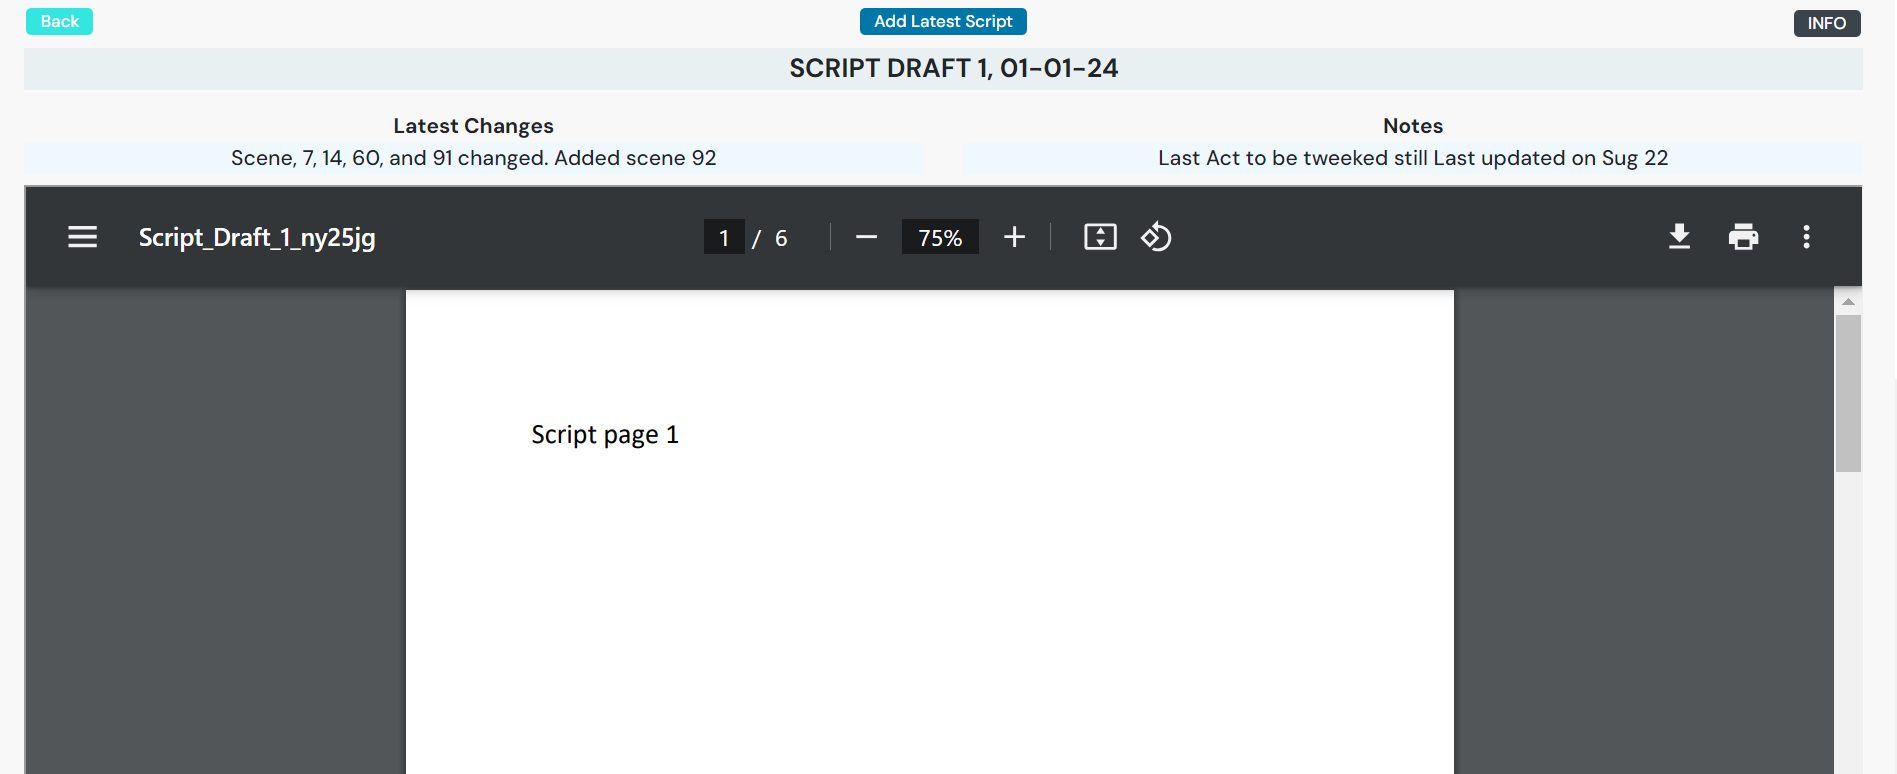 Back
Add Latest Script
INFO
SCRIPT DRAFT 1, 01-01-24
Latest Changes
Notes
Scene, 7, 14, 60, and 91 changed. Added scene 92
Last Act to be tweeked still Last updated on Sug 22
Script_Draft_1_ny25jg
1 / 6
75%
Script page 1